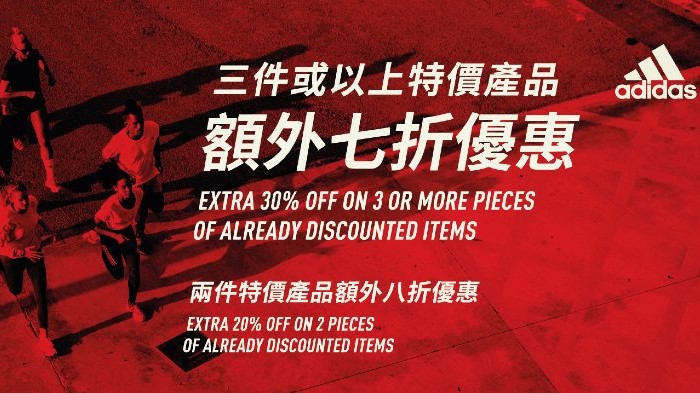 三件或以上特價產品
額外七折優惠
EXTRA 30% OFF ON 3 OR MORE PIECES
OF ALREADY DISCOUNTED ITEMS
兩件特價產品額外八折優惠
EXTRA 20% OFF ON 2 PIECES
OF ALREADY DISCOUNTED ITEMS
adidas